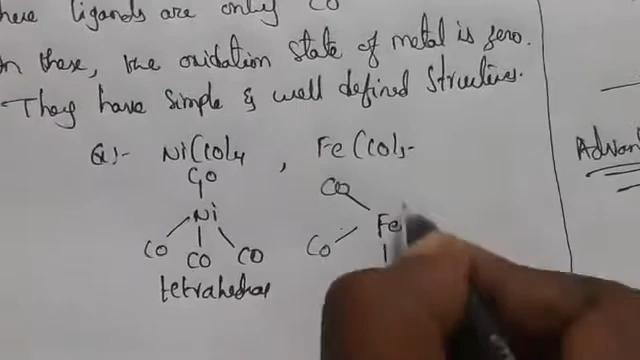 here ligands are only CO
In these, the oxidation state of metal is zero.
They have simple & well defined structures.
Ex:- Ni(CO)4 , Fe(CO)5-
CO
Ni
CO CO CO
tetrahedral
CO
Fe
CO
Advan